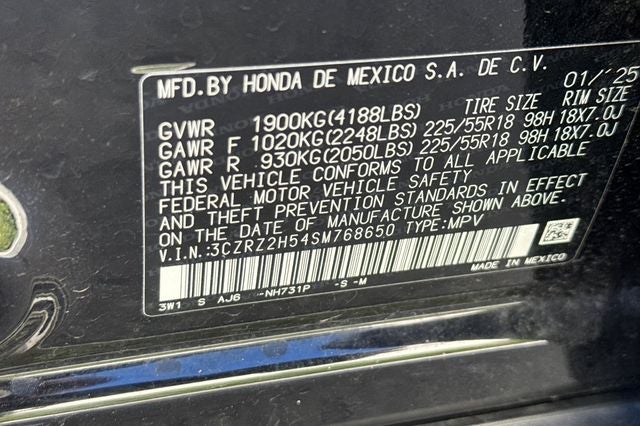 MFD.BY HONDA DE MEXICO S.A. DE C.V. 01/'25
TIRE SIZE RIM SIZE
GVWR 1900KG(4188LBS)
GAWR F 1020KG(2248LBS) 225/55R18 98H 18X7.0J
GAWR R 930KG(2050LBS) 225/55R18 98H 18X7.0J
THIS VEHICLE CONFORMS TO ALL APPLICABLE
FEDERAL MOTOR VEHICLE SAFETY
AND THEFT PREVENTION STANDARDS IN EFFECT
ON THE DATE OF MANUFACTURE SHOWN ABOVE.
V.I.N.:3CZRZ2H54SM768650 TYPE:MPV
3W1 S AJ6 -NH731P -S -M
MADE IN MEXICO